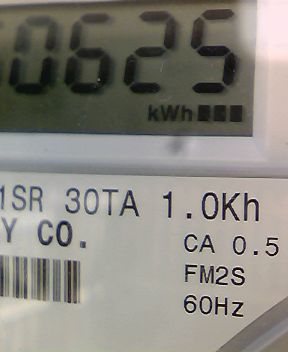 0625
kWh
1SR 30TA 1.0Kh
Y CO.
CA 0.5
FM2S
60Hz